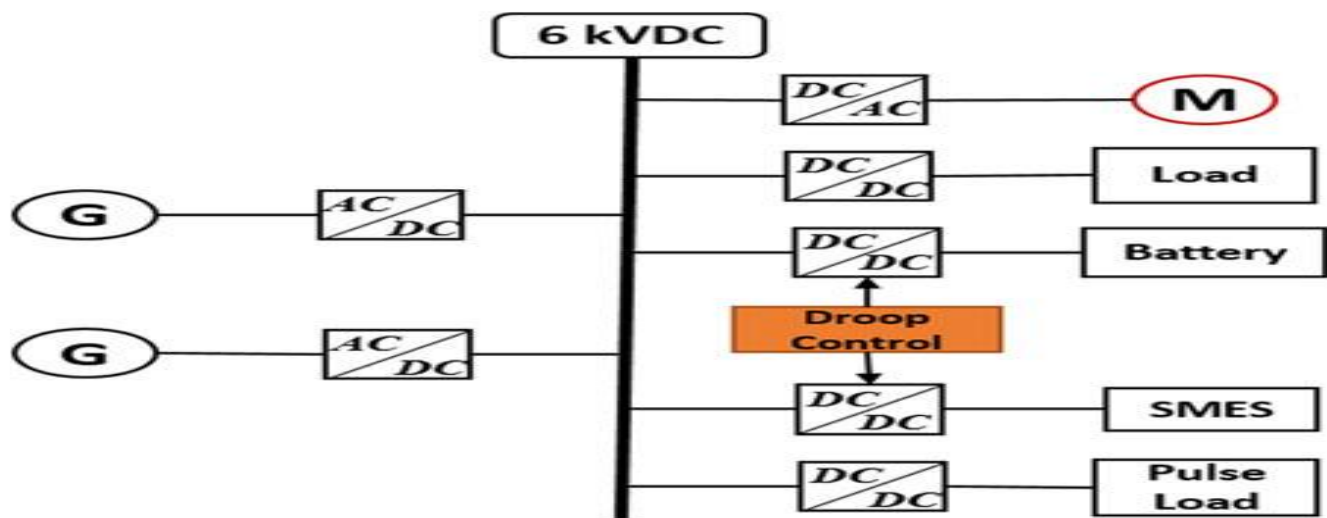 6 kVDC
DC
AC
M
DC
DC
Load
G
AC
DC
DC
DC
Battery
Droop
Control
G
AC
DC
DC
DC
SMES
DC
DC
Pulse
Load